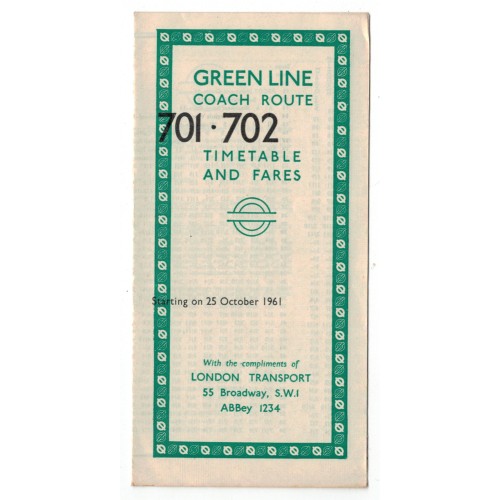 GREEN LINE
COACH ROUTE
701 · 702
TIMETABLE
AND FARES
Starting on 25 October 1961
With the compliments of
LONDON TRANSPORT
55 Broadway, S.W.1
ABBey 1234